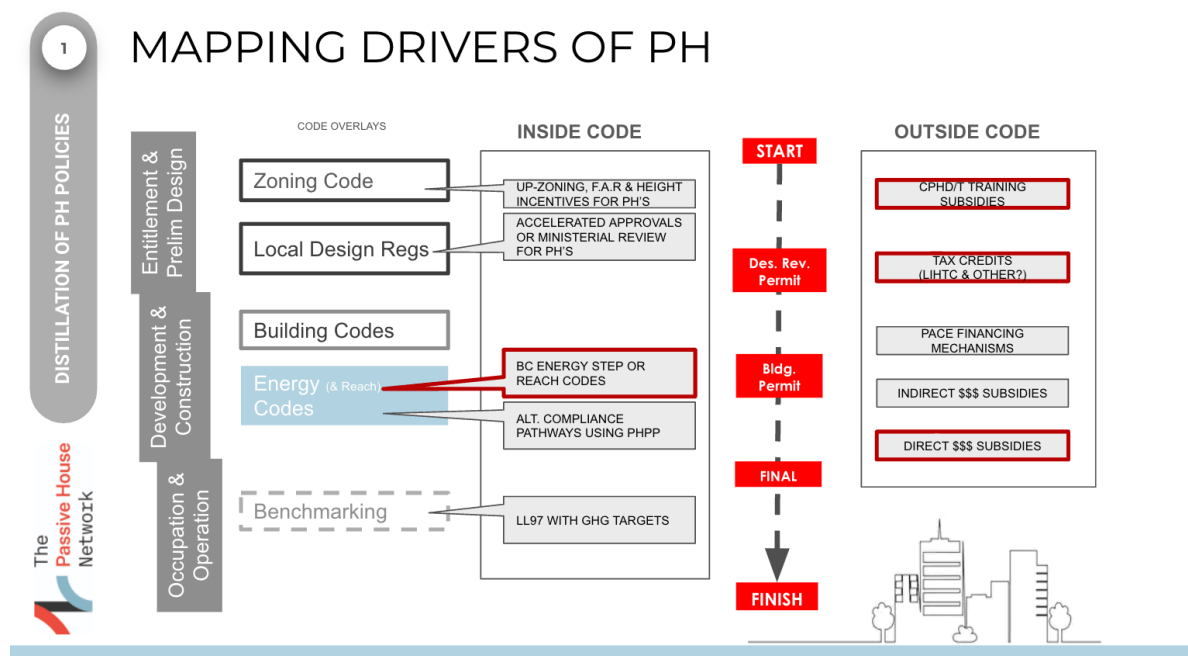 1
MAPPING DRIVERS OF PH
DISTILLATION OF PH POLICIES
The
Passive House
Network
Entitlement &
Prelim Design
Development &
Construction
Occupation &
Operation
CODE OVERLAYS
Zoning Code
Local Design Regs
Building Codes
Energy (& Reach)
Codes
Benchmarking
INSIDE CODE
UP-ZONING, F.A.R & HEIGHT
INCENTIVES FOR PH'S
ACCELERATED APPROVALS
OR MINISTERIAL REVIEW
FOR PH'S
BC ENERGY STEP OR
REACH CODES
ALT. COMPLIANCE
PATHWAYS USING PHPP
LL97 WITH GHG TARGETS
START
Des. Rev.
Permit
Bldg.
Permit
FINAL
FINISH
OUTSIDE CODE
CPHD/T TRAINING
SUBSIDIES
TAX CREDITS
(LIHTC & OTHER?)
PACE FINANCING
MECHANISMS
INDIRECT $$$ SUBSIDIES
DIRECT $$$ SUBSIDIES